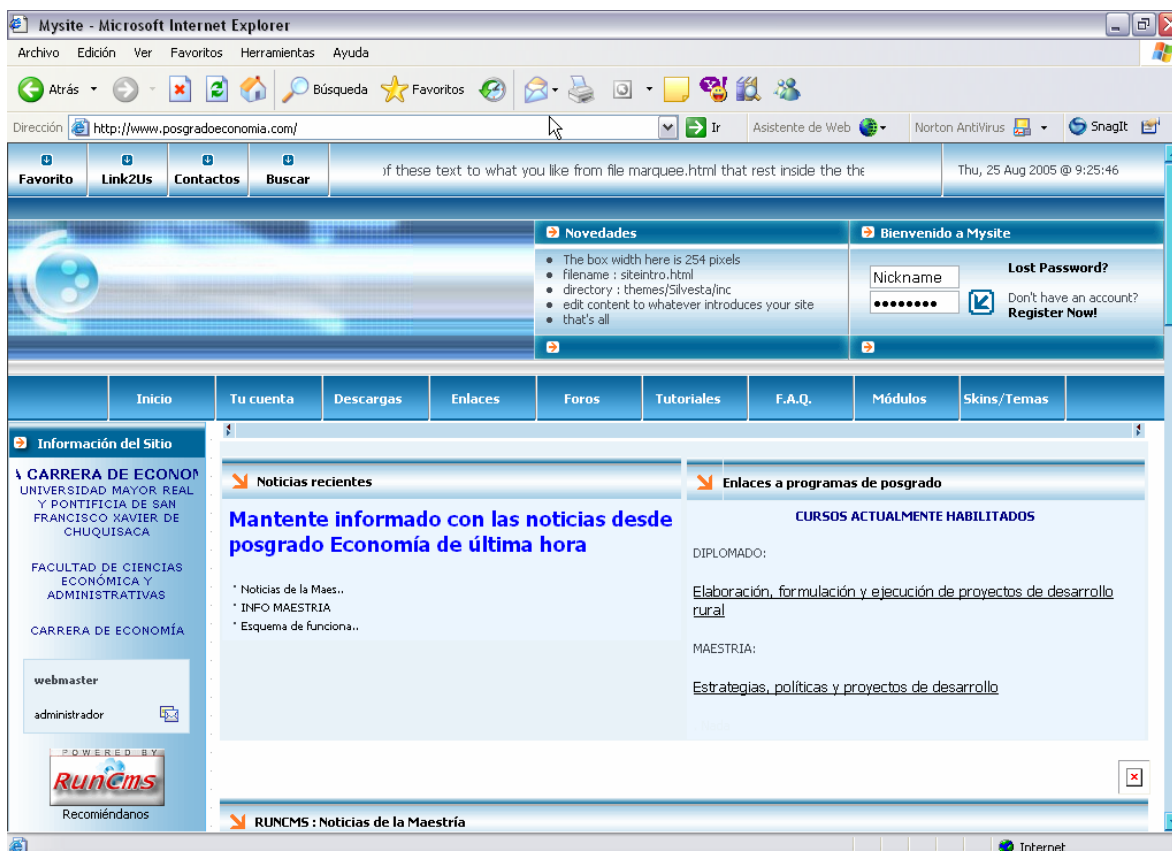 Mysite - Microsoft Internet Explorer
Archivo Edición Ver Favoritos Herramientas Ayuda
Atrás Búsqueda Favoritos
Dirección http://www.posgradoeconomia.com/ Ir Asistente de Web Norton AntiVirus SnagIt
Favorito Link2Us Contactos Buscar
of these text to what you like from file marquee.html that rest inside the the
Thu, 25 Aug 2005 @ 9:25:46
Novedades
The box width here is 254 pixels
filename : siteintro.html
directory : themes/Silvesta/inc
edit content to whatever introduces your site
that's all
Bienvenido a Mysite
Nickname
Lost Password?
Don't have an account?
Register Now!
Inicio Tu cuenta Descargas Enlaces Foros Tutoriales F.A.Q. Módulos Skins/Temas
Información del Sitio
A CARRERA DE ECONOM
UNIVERSIDAD MAYOR REAL
Y PONTIFICIA DE SAN
FRANCISCO XAVIER DE
CHUQUISACA
FACULTAD DE CIENCIAS
ECONÓMICA Y
ADMINISTRATIVAS
CARRERA DE ECONOMÍA
webmaster
administrador
POWERED BY
RunCms
Recomiéndanos
Noticias recientes
Mantente informado con las noticias desde
posgrado Economía de última hora
* Noticias de la Maes..
* INFO MAESTRIA
* Esquema de funciona..
Enlaces a programas de posgrado
CURSOS ACTUALMENTE HABILITADOS
DIPLOMADO:
Elaboración, formulación y ejecución de proyectos de desarrollo
rural
MAESTRIA:
Estrategias, políticas y proyectos de desarrollo
RUNCMS : Noticias de la Maestría
Internet